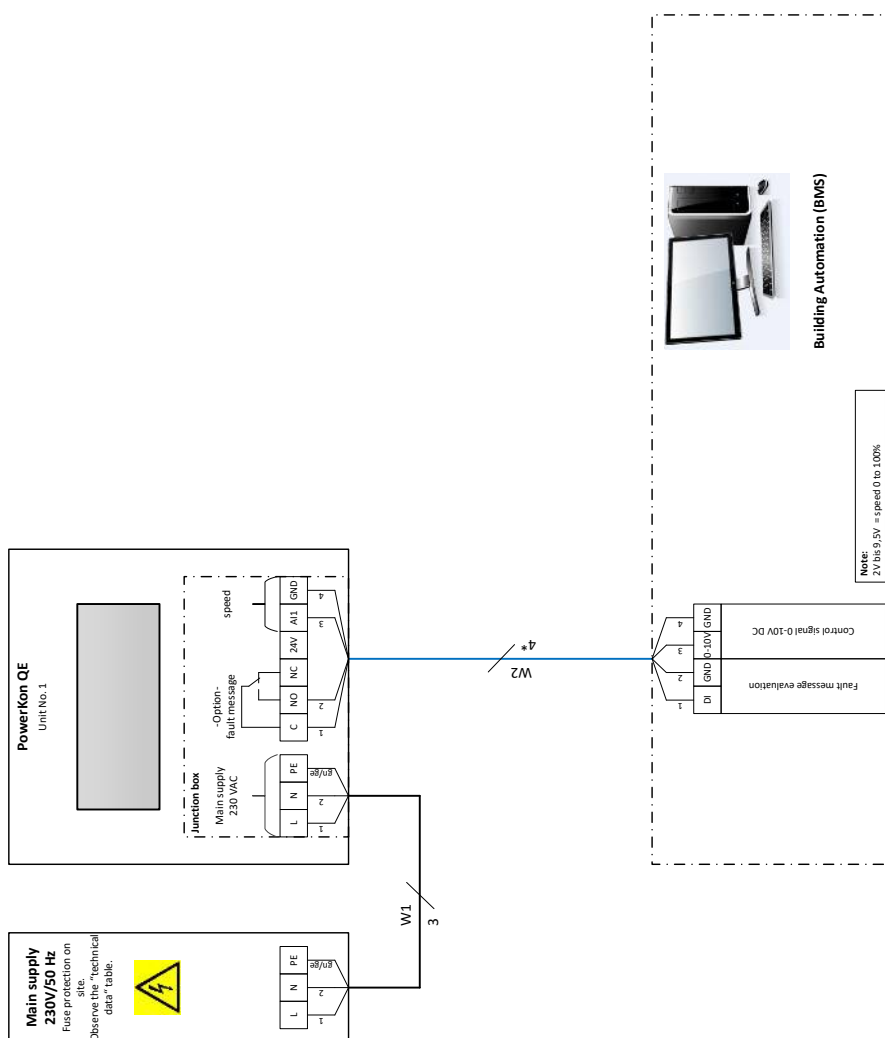 PowerKon QE
Unit No. 1
Junction box
Main supply
230 VAC
-Option-
fault message
speed
L
N
PE
C
NO
NC
24V
AI1
GND
1
2
gn/ge
1
2
3
4
Main supply
230V/50 Hz
Fuse protection on
site.
Observe the "technical
data" table.
L
N
PE
1
2
gn/ge
W1
3
W2
4*
Building Automation (BMS)
1
2
3
4
DI
GND
0-10V
GND
Fault message evaluation
Control signal 0-10V DC
Note:
2V bis 9,5V = speed 0 to 100%